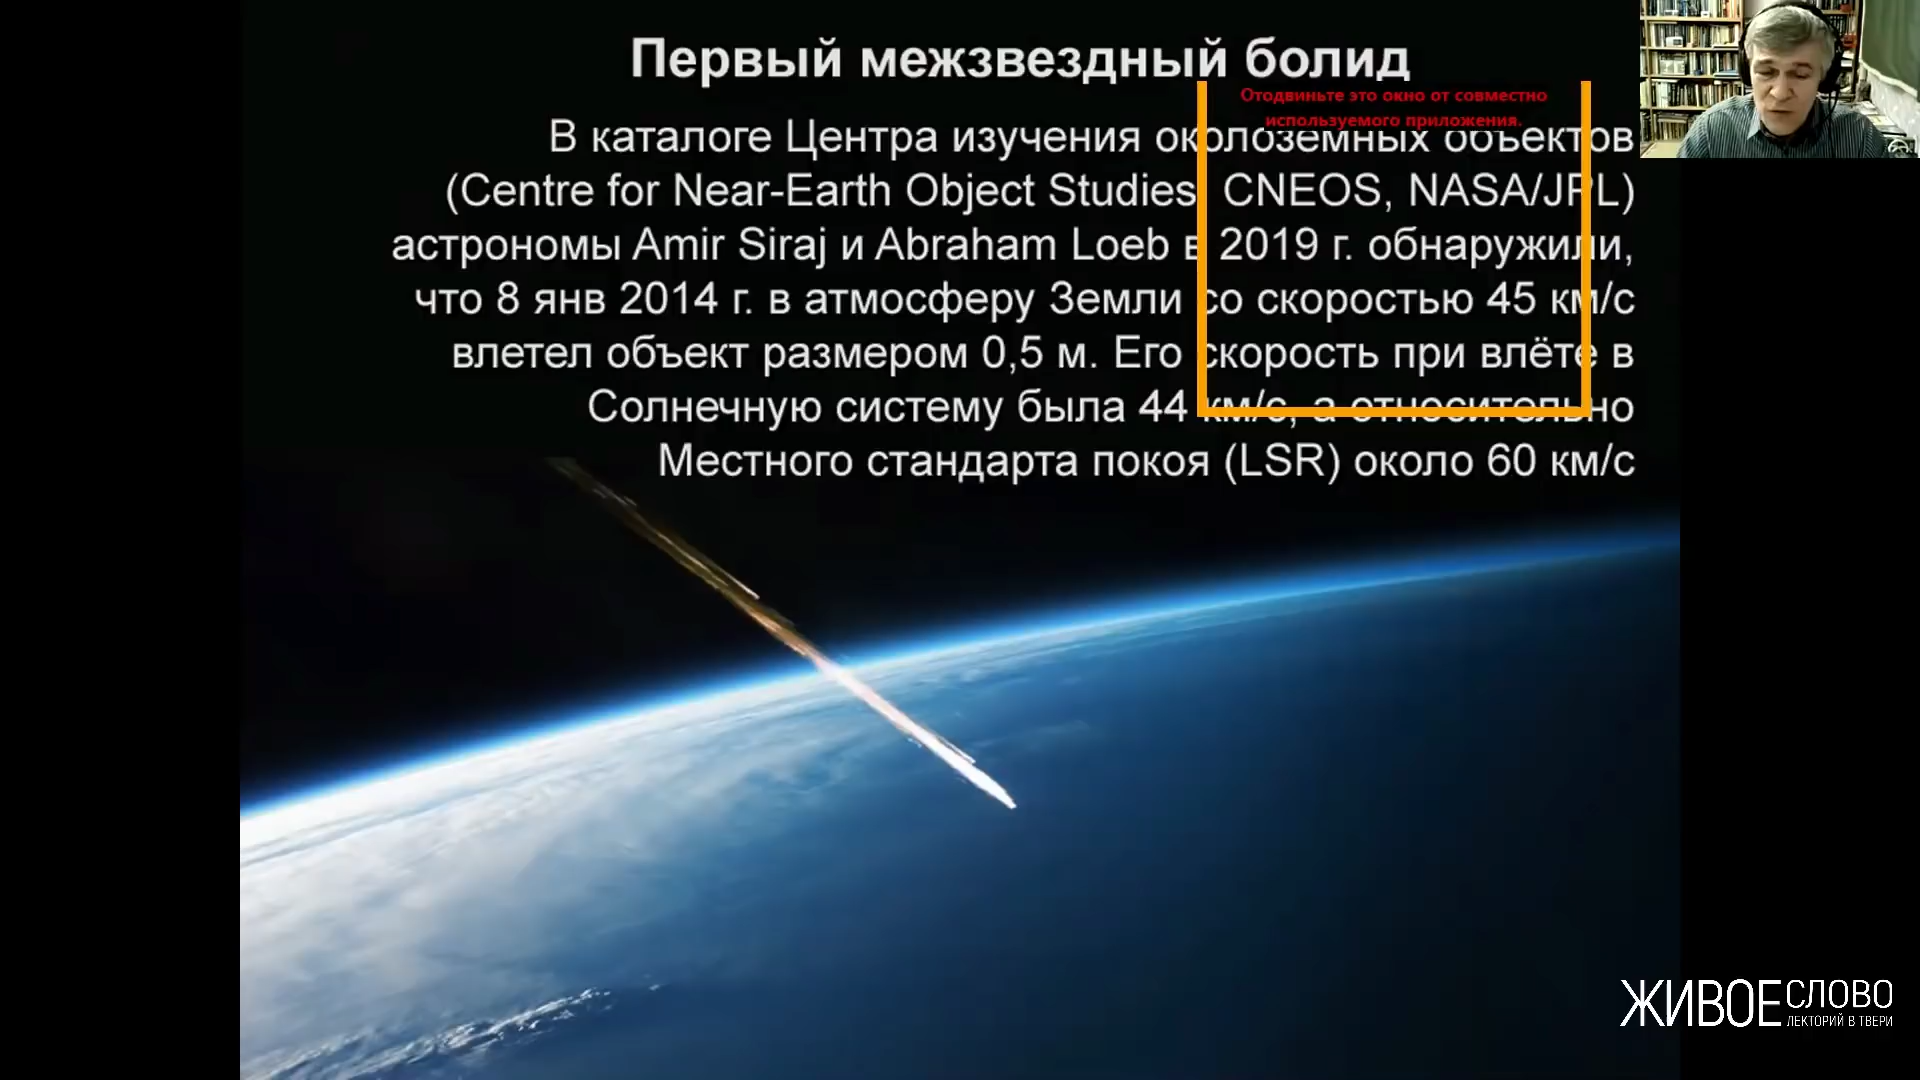 Первый межзвездный болид
Отодвиньте это окно от совместно
используемого приложения.
В каталоге Центра изучения околоземных объектов
(Centre for Near-Earth Object Studies, CNEOS, NASA/JPL)
астрономы Amir Siraj и Abraham Loeb в 2019 г. обнаружили,
что 8 янв 2014 г. в атмосферу Земли со скоростью 45 км/с
влетел объект размером 0,5 м. Его скорость при влёте в
Солнечную систему была 44 км/с, а относительно
Местного стандарта покоя (LSR) около 60 км/с
ЖИВОЕ СЛОВО
ЛЕКТОРИЙ В ТВЕРИ